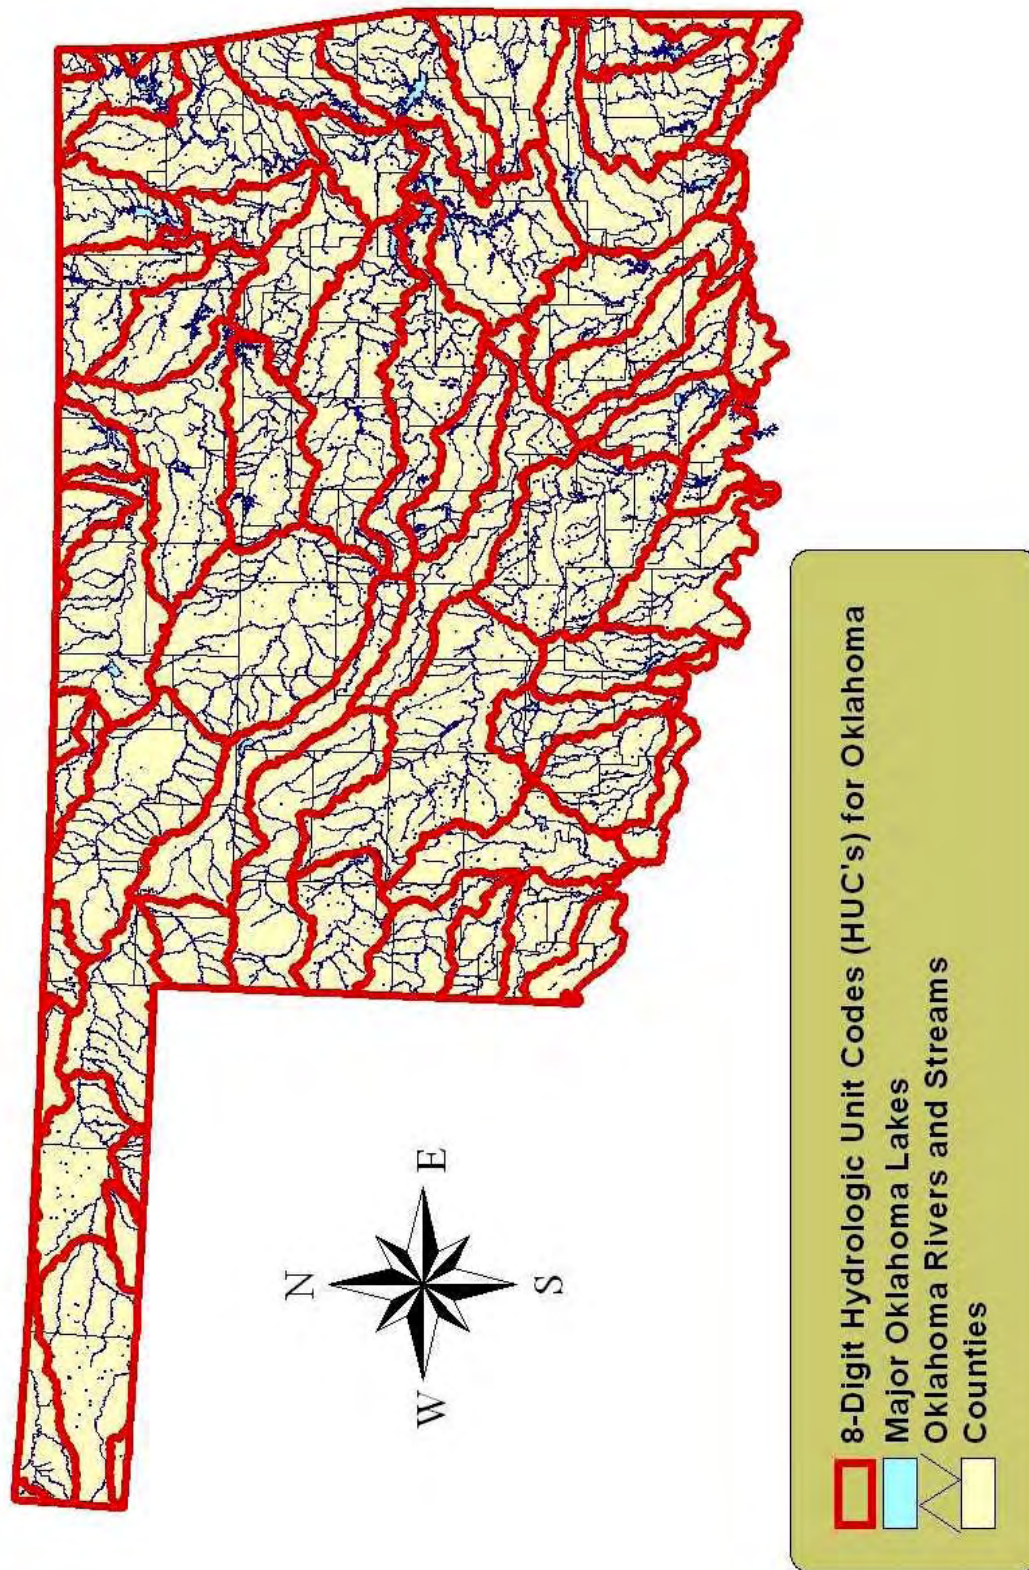 N
W
E
S
8-Digit Hydrologic Unit Codes (HUC's) for Oklahoma
Major Oklahoma Lakes
Oklahoma Rivers and Streams
Counties